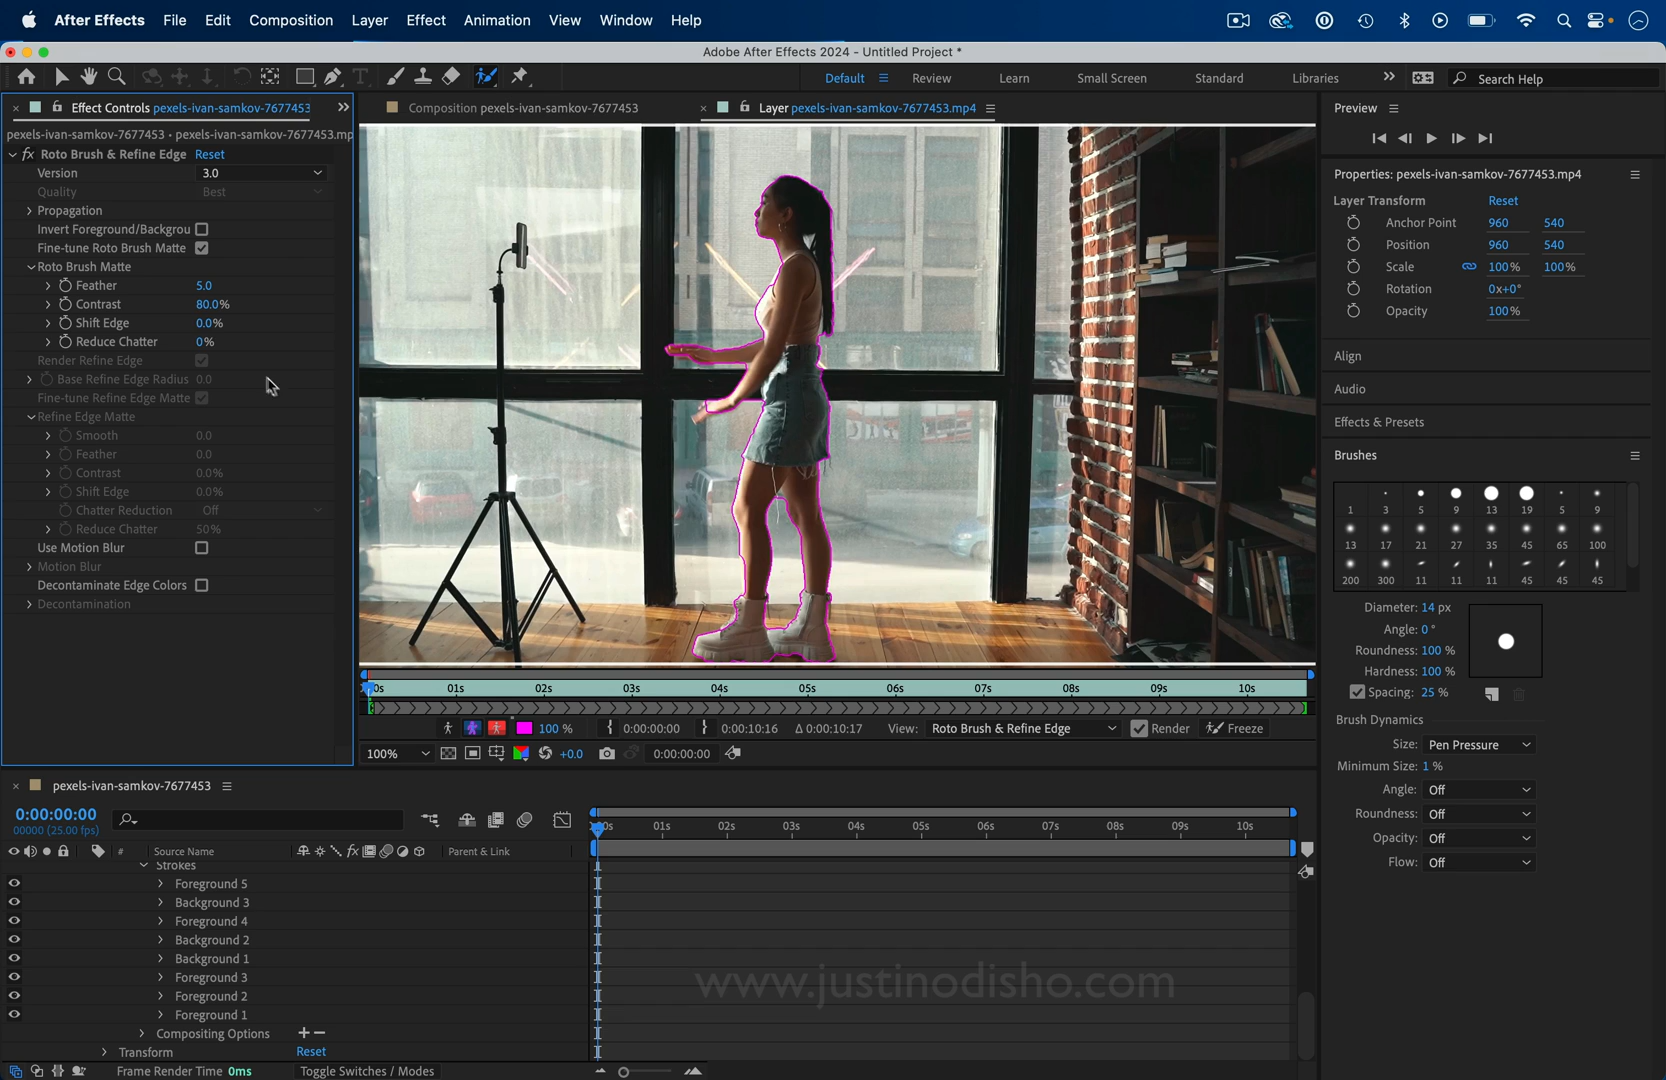 After Effects File Edit Composition Layer Effect Animation View Window Help
Adobe After Effects 2024 - Untitled Project *
Default Review Learn Small Screen Standard Libraries Search Help
Effect Controls pexels-ivan-samkov-7677453
pexels-ivan-samkov-7677453 • pexels-ivan-samkov-7677453.mp
fx Roto Brush & Refine Edge Reset
Version 3.0
Quality Best
Propagation
Invert Foreground/Backgrou
Fine-tune Roto Brush Matte
Roto Brush Matte
Feather 5.0
Contrast 80.0%
Shift Edge 0.0%
Reduce Chatter 0%
Render Refine Edge
Base Refine Edge Radius 0.0
Fine-tune Refine Edge Matte
Refine Edge Matte
Smooth 0.0
Feather 0.0
Contrast 0.0%
Shift Edge 0.0%
Chatter Reduction Off
Reduce Chatter 50%
Use Motion Blur
Motion Blur
Decontaminate Edge Colors
Decontamination
Composition pexels-ivan-samkov-7677453
Layer pexels-ivan-samkov-7677453.mp4
0s 01s 02s 03s 04s 05s 06s 07s 08s 09s 10s
100 % 0:00:00:00 0:00:10:16 Δ 0:00:10:17 View: Roto Brush & Refine Edge Render Freeze
100% +0.0 0:00:00:00
Preview
Properties: pexels-ivan-samkov-7677453.mp4
Layer Transform Reset
Anchor Point 960 540
Position 960 540
Scale 100% 100%
Rotation 0x+0°
Opacity 100%
Align
Audio
Effects & Presets
Brushes
1 3 5 9 13 19 5 9
13 17 21 27 35 45 65 100
200 300 11 11 11 45 45 45
Diameter: 14 px
Angle: 0 °
Roundness: 100 %
Hardness: 100 %
Spacing: 25 %
Brush Dynamics
Size: Pen Pressure
Minimum Size: 1 %
Angle: Off
Roundness: Off
Opacity: Off
Flow: Off
pexels-ivan-samkov-7677453
0:00:00:00
00000 (25.00 fps)
00s 01s 02s 03s 04s 05s 06s 07s 08s 09s 10s
# Source Name fx Parent & Link
Strokes
Foreground 5
Background 3
Foreground 4
Background 2
Background 1
Foreground 3
Foreground 2
Foreground 1
Compositing Options
Transform Reset
Frame Render Time 0ms Toggle Switches / Modes
www.justinodisho.com